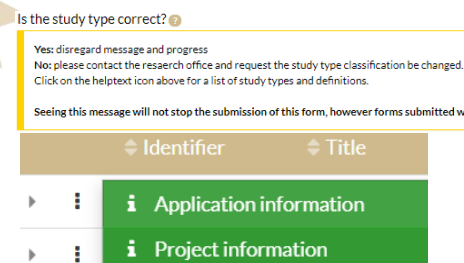 Is the study type correct?
Yes: disregard message and progress
No: please contact the resaerch office and request the study type classification be changed.
Click on the helptext icon above for a list of study types and definitions.
Seeing this message will not stop the submission of this form, however forms submitted w
Identifier Title
Application information
Project information